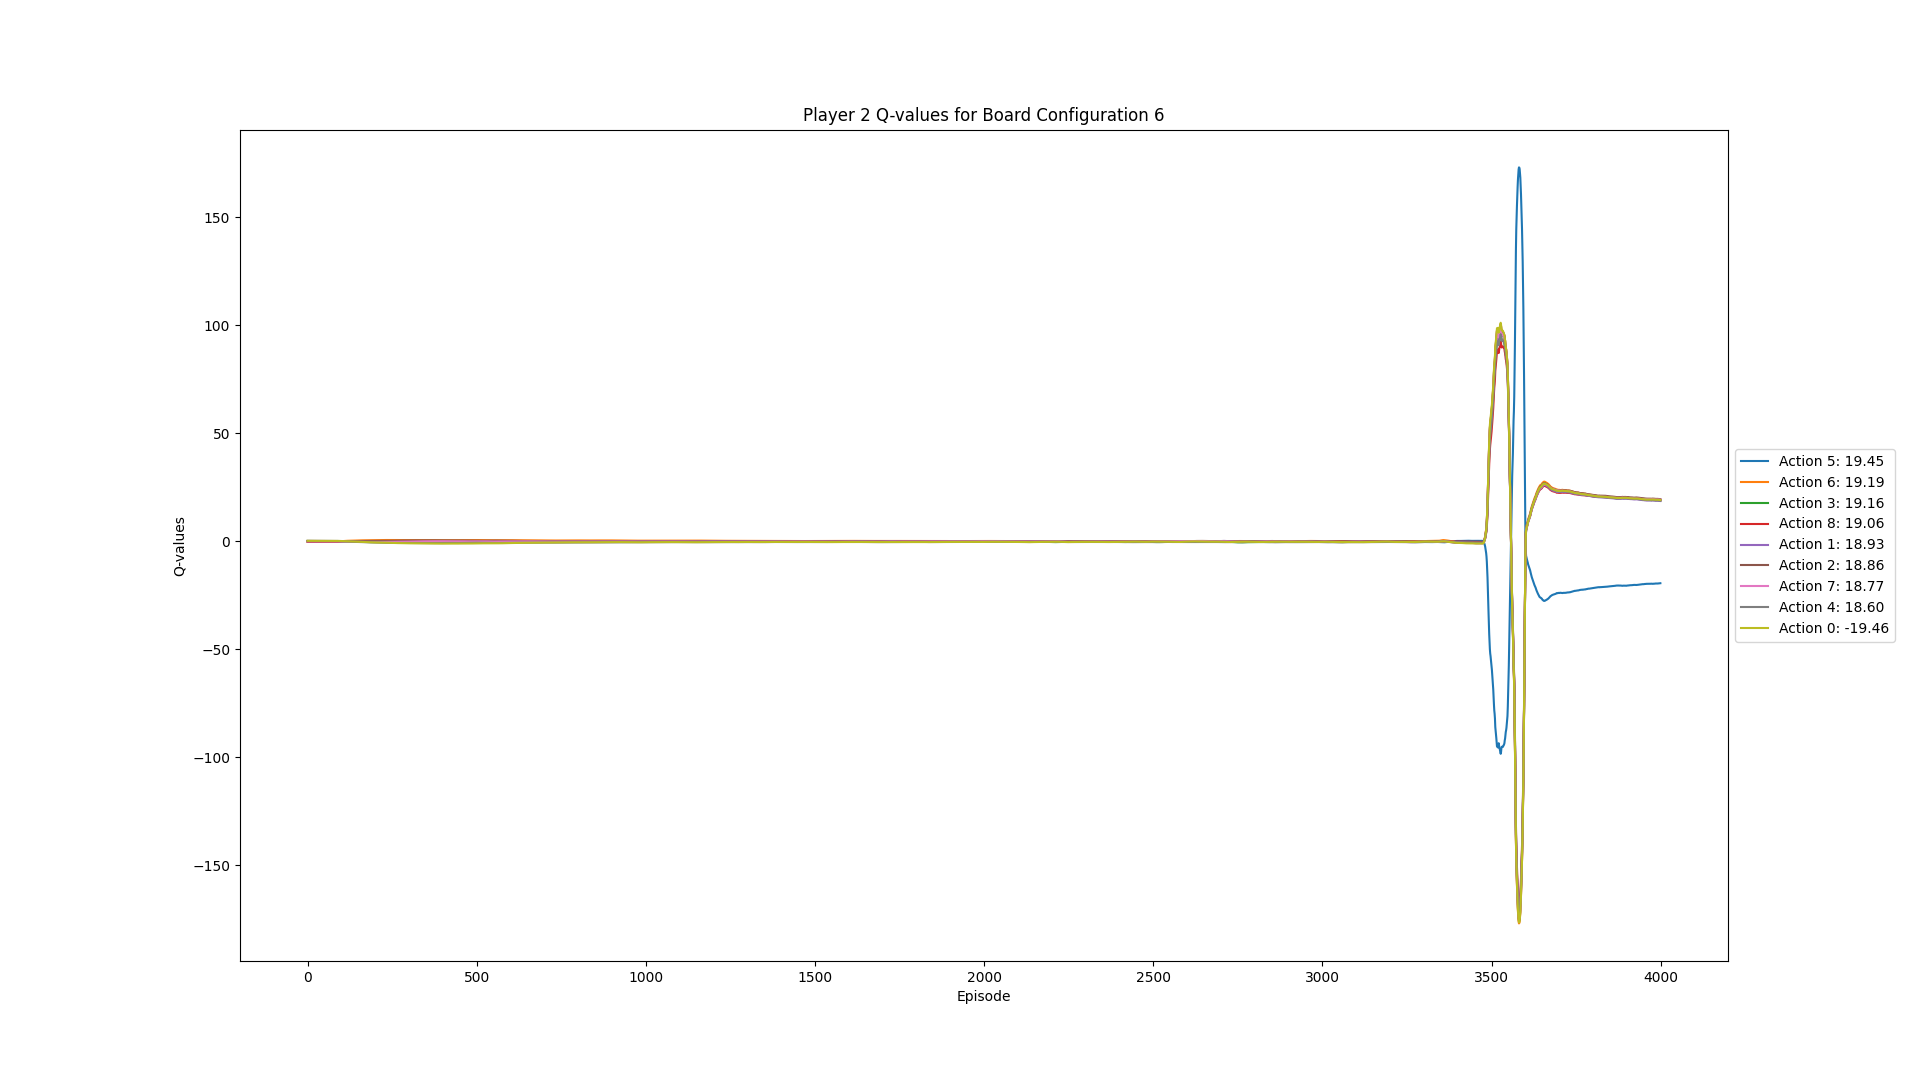 Player 2 Q-values for Board Configuration 6
Q-values
150
100
50
0
−50
−100
−150
0
500
1000
1500
2000
2500
3000
3500
4000
Episode
Action 5: 19.45
Action 6: 19.19
Action 3: 19.16
Action 8: 19.06
Action 1: 18.93
Action 2: 18.86
Action 7: 18.77
Action 4: 18.60
Action 0: -19.46